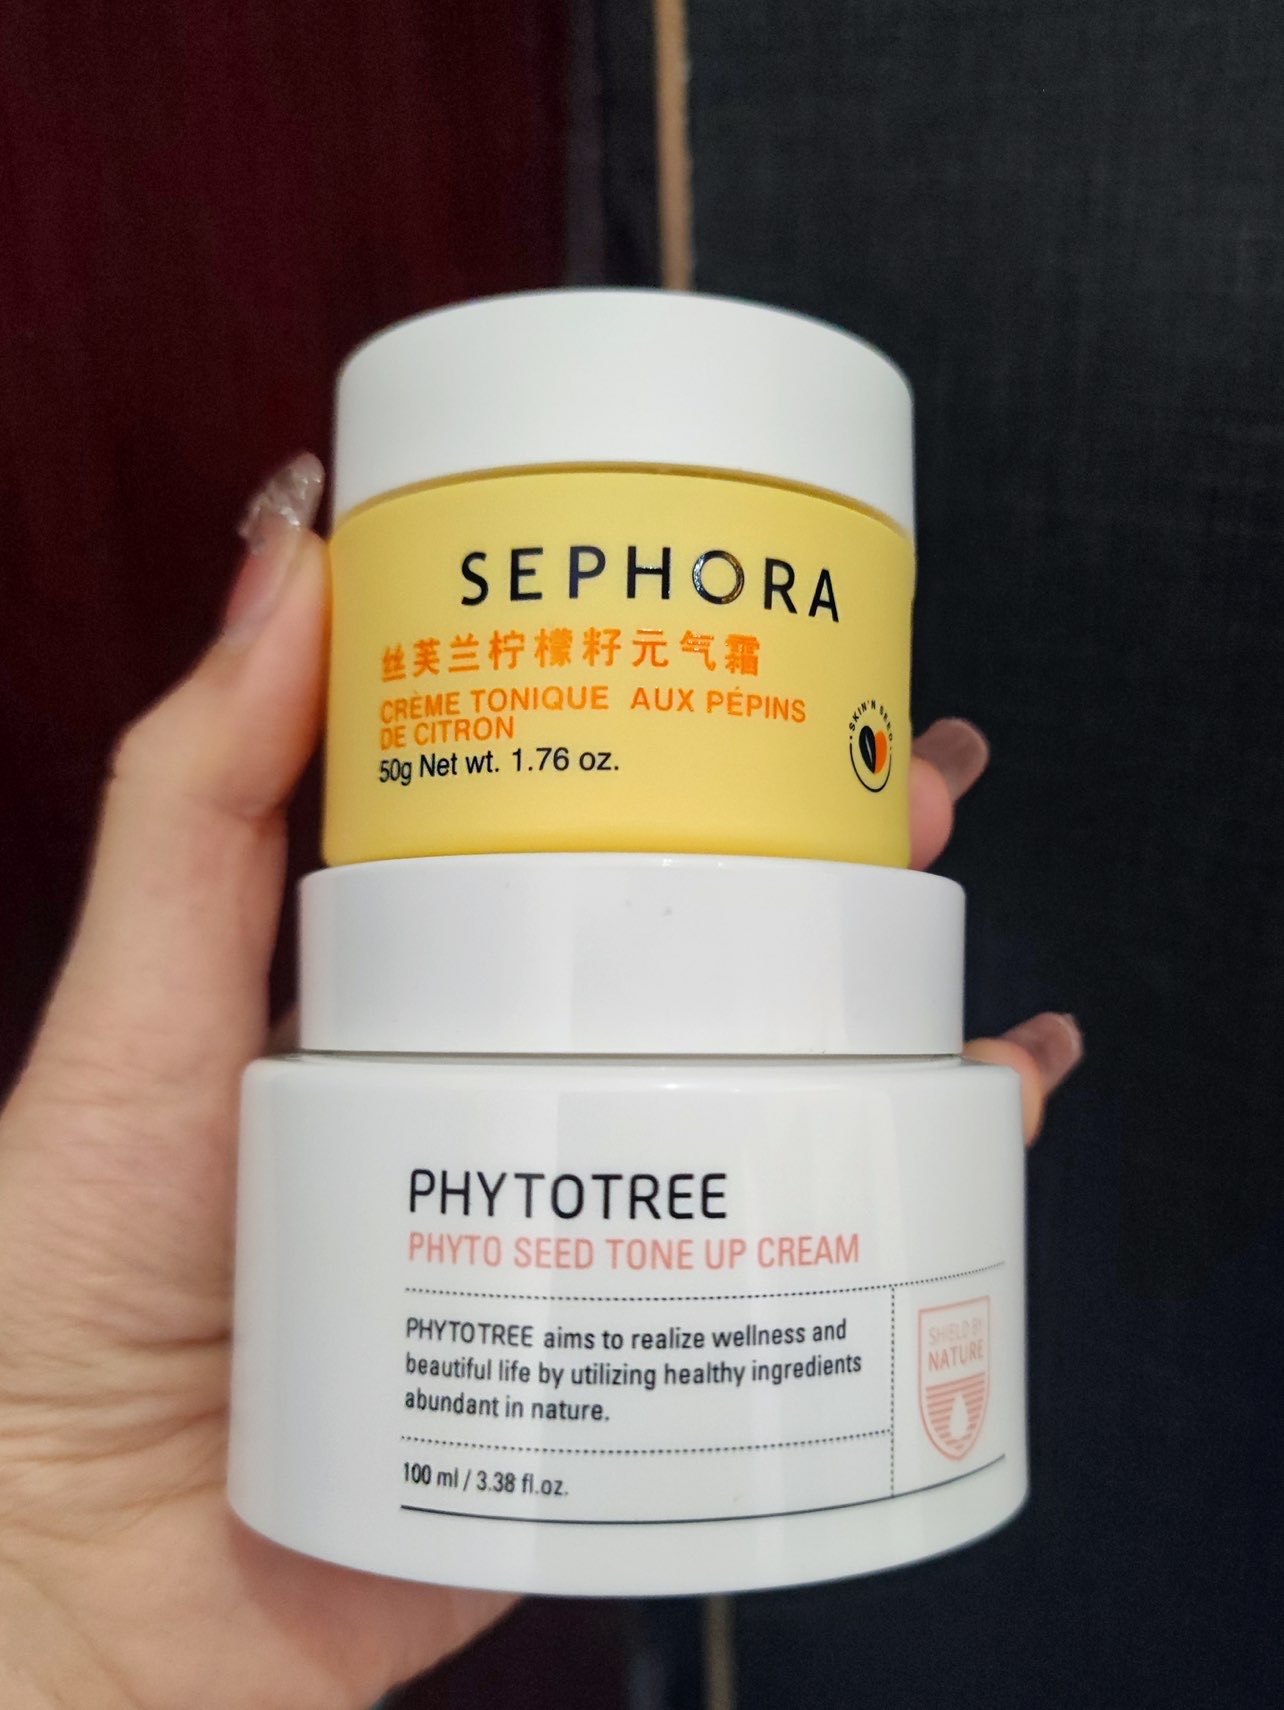 SEPHORA
丝芙兰柠檬籽元气霜
CRÈME TONIQUE AUX PÉPINS
DE CITRON
50g Net wt. 1.76 oz.
SKIN'N SEED
PHYTOTREE
PHYTO SEED TONE UP CREAM
PHYTOTREE aims to realize wellness and
beautiful life by utilizing healthy ingredients
abundant in nature.
SHIELD BY
NATURE
100 ml / 3.38 fl.oz.